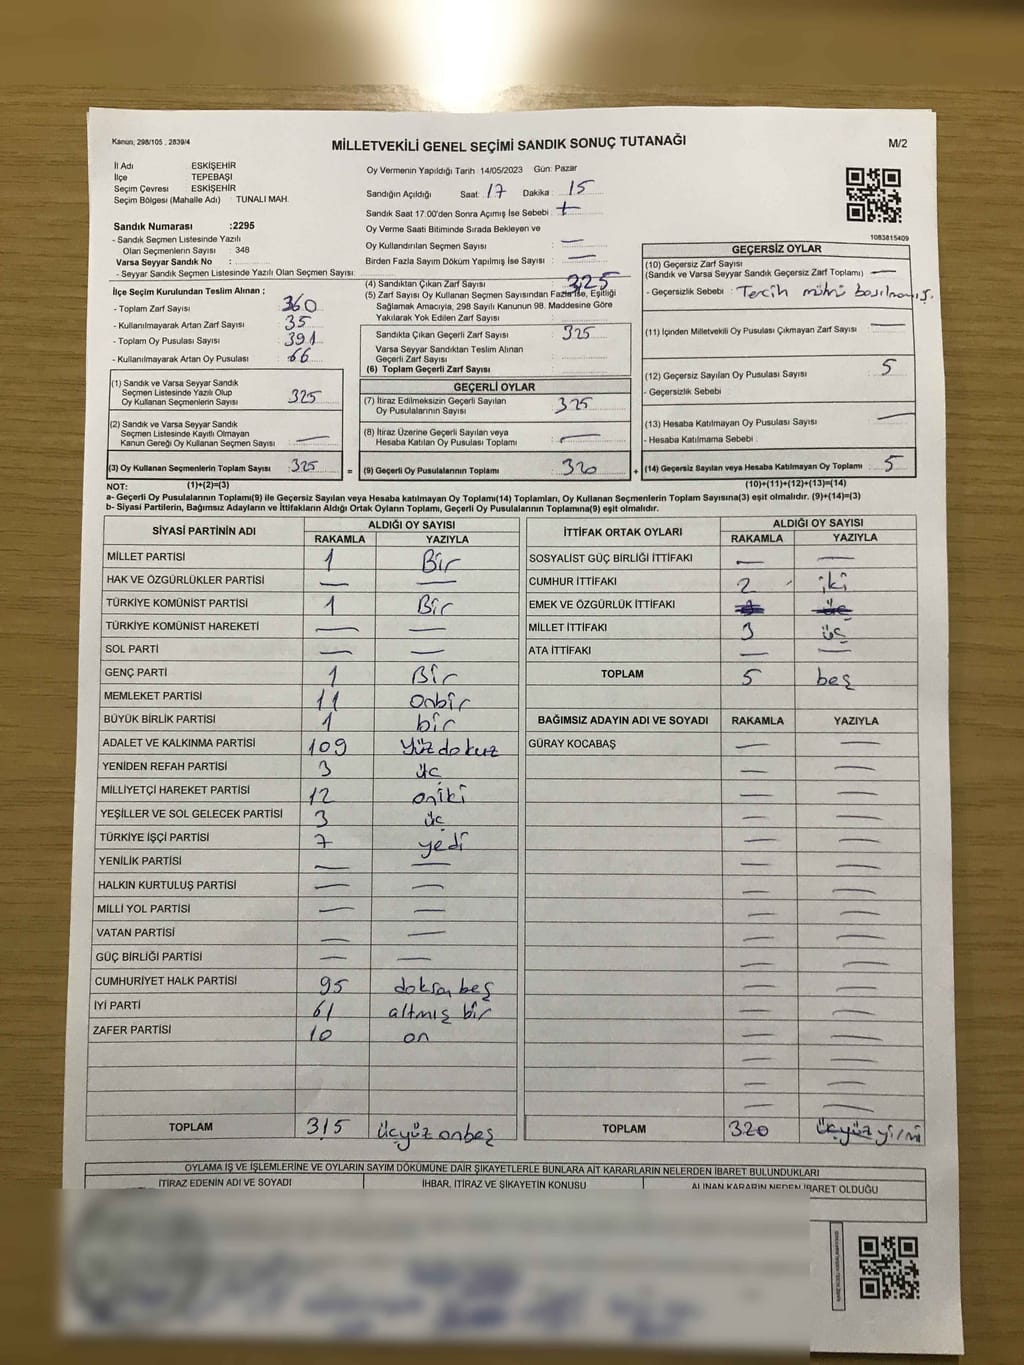 Kanun; 298/105 , 2839/4
MİLLETVEKİLİ GENEL SEÇİMİ SANDIK SONUÇ TUTANAĞI
M/2
İl Adı ESKİŞEHİR
İlçe TEPEBAŞI
Seçim Çevresi ESKİŞEHİR
Seçim Bölgesi (Mahalle Adı) TUNALI MAH.
Oy Vermenin Yapıldığı Tarih :14/05/2023 Gün: Pazar
Sandığın Açıldığı Saat: 17 Dakika : 15
Sandık Saat 17.00'den Sonra Açımış İse Sebebi :
Oy Verme Saati Bitiminde Sırada Bekleyen ve
Oy Kullandırılan Seçmen Sayısı : —
Birden Fazla Sayım Döküm Yapılmış İse Sayısı : —
1083815409
Sandık Numarası :2295
- Sandık Seçmen Listesinde Yazılı
Olan Seçmenlerin Sayısı : 348
Varsa Seyyar Sandık No :
- Seyyar Sandık Seçmen Listesinde Yazılı Olan Seçmen Sayısı:
İlçe Seçim Kurulundan Teslim Alınan ;
- Toplam Zarf Sayısı : 360
- Kullanılmayarak Artan Zarf Sayısı : 35
- Toplam Oy Pusulası Sayısı : 391
- Kullanılmayarak Artan Oy Pusulası : 66
(1) Sandık ve Varsa Seyyar Sandık
Seçmen Listesinde Yazılı Olup
Oy Kullanan Seçmenlerin Sayısı : 325
(2) Sandık ve Varsa Seyyar Sandık
Seçmen Listesinde Kayıtlı Olmayan
Kanun Gereği Oy Kullanan Seçmen Sayısı : —
(3) Oy Kullanan Seçmenlerin Toplam Sayısı : 325
(1)+(2)=(3)
(4) Sandıktan Çıkan Zarf Sayısı : 325
(5) Zarf Sayısı Oy Kullanan Seçmen Sayısından Fazla İse, Eşitliği
Sağlamak Amacıyla, 298 Sayılı Kanunun 98. Maddesine Göre
Yakılarak Yok Edilen Zarf Sayısı :
Sandıkta Çıkan Geçerli Zarf Sayısı : 325
Varsa Seyyar Sandıktan Teslim Alınan
Geçerli Zarf Sayısı :
(6) Toplam Geçerli Zarf Sayısı :
GEÇERLİ OYLAR
(7) İtiraz Edilmeksizin Geçerli Sayılan
Oy Pusulalarının Sayısı : 325
(8) İtiraz Üzerine Geçerli Sayılan veya
Hesaba Katılan Oy Pusulası Toplamı : —
= (9) Geçerli Oy Pusulalarının Toplamı : 320
GEÇERSİZ OYLAR
(10) Geçersiz Zarf Sayısı
(Sandık ve Varsa Seyyar Sandık Geçersiz Zarf Toplamı) : —
- Geçersizlik Sebebi : Tercih mührü basılmamış.
(11) İçinden Milletvekili Oy Pusulası Çıkmayan Zarf Sayısı : —
(12) Geçersiz Sayılan Oy Pusulası Sayısı : 5
- Geçersizlik Sebebi :
(13) Hesaba Katılmayan Oy Pusulası Sayısı : —
- Hesaba Katılmama Sebebi :
+ (14) Geçersiz Sayılan veya Hesaba Katılmayan Oy Toplamı : 5
(10)+(11)+(12)+(13)=(14)
NOT:
a- Geçerli Oy Pusulalarının Toplamı(9) ile Geçersiz Sayılan veya Hesaba katılmayan Oy Toplamı(14) Toplamları, Oy Kullanan Seçmenlerin Toplam Sayısına(3) eşit olmalıdır. (9)+(14)=(3)
b- Siyasi Partilerin, Bağımsız Adayların ve İttifakların Aldığı Ortak Oyların Toplamı, Geçerli Oy Pusulalarının Toplamına(9) eşit olmalıdır.
SİYASİ PARTİNİN ADI ALDIĞI OY SAYISI
RAKAMLA YAZIYLA
MİLLET PARTİSİ 1 Bir
HAK VE ÖZGÜRLÜKLER PARTİSİ — —
TÜRKİYE KOMÜNİST PARTİSİ 1 Bir
TÜRKİYE KOMÜNİST HAREKETİ — —
SOL PARTİ — —
GENÇ PARTİ 1 Bir
MEMLEKET PARTİSİ 11 onbir
BÜYÜK BİRLİK PARTİSİ 1 bir
ADALET VE KALKINMA PARTİSİ 109 Yüz dokuz
YENİDEN REFAH PARTİSİ 3 üç
MİLLİYETÇİ HAREKET PARTİSİ 12 oniki
YEŞİLLER VE SOL GELECEK PARTİSİ 3 üç
TÜRKİYE İŞÇİ PARTİSİ 7 yedi
YENİLİK PARTİSİ — —
HALKIN KURTULUŞ PARTİSİ — —
MİLLİ YOL PARTİSİ — —
VATAN PARTİSİ — —
GÜÇ BİRLİĞİ PARTİSİ — —
CUMHURİYET HALK PARTİSİ 95 doksan beş
İYİ PARTİ 61 altmış bir
ZAFER PARTİSİ 10 on
TOPLAM 315 üçyüz onbeş
İTTİFAK ORTAK OYLARI ALDIĞI OY SAYISI
RAKAMLA YAZIYLA
SOSYALİST GÜÇ BİRLİĞİ İTTİFAKI — —
CUMHUR İTTİFAKI 2 iki
EMEK VE ÖZGÜRLÜK İTTİFAKI
MİLLET İTTİFAKI 3 üç
ATA İTTİFAKI — —
TOPLAM 5 beş
BAĞIMSIZ ADAYIN ADI VE SOYADI RAKAMLA YAZIYLA
GÜRAY KOCABAŞ — —
TOPLAM 320 üçyüz yirmi
OYLAMA İŞ VE İŞLEMLERİNE VE OYLARIN SAYIM DÖKÜMÜNE DAİR ŞİKAYETLERLE BUNLARA AİT KARARLARIN NELERDEN İBARET BULUNDUKLARI
İTİRAZ EDENİN ADI VE SOYADI İHBAR, İTİRAZ VE ŞİKAYETİN KONUSU ALINAN KARARIN NEDEN İBARET OLDUĞU